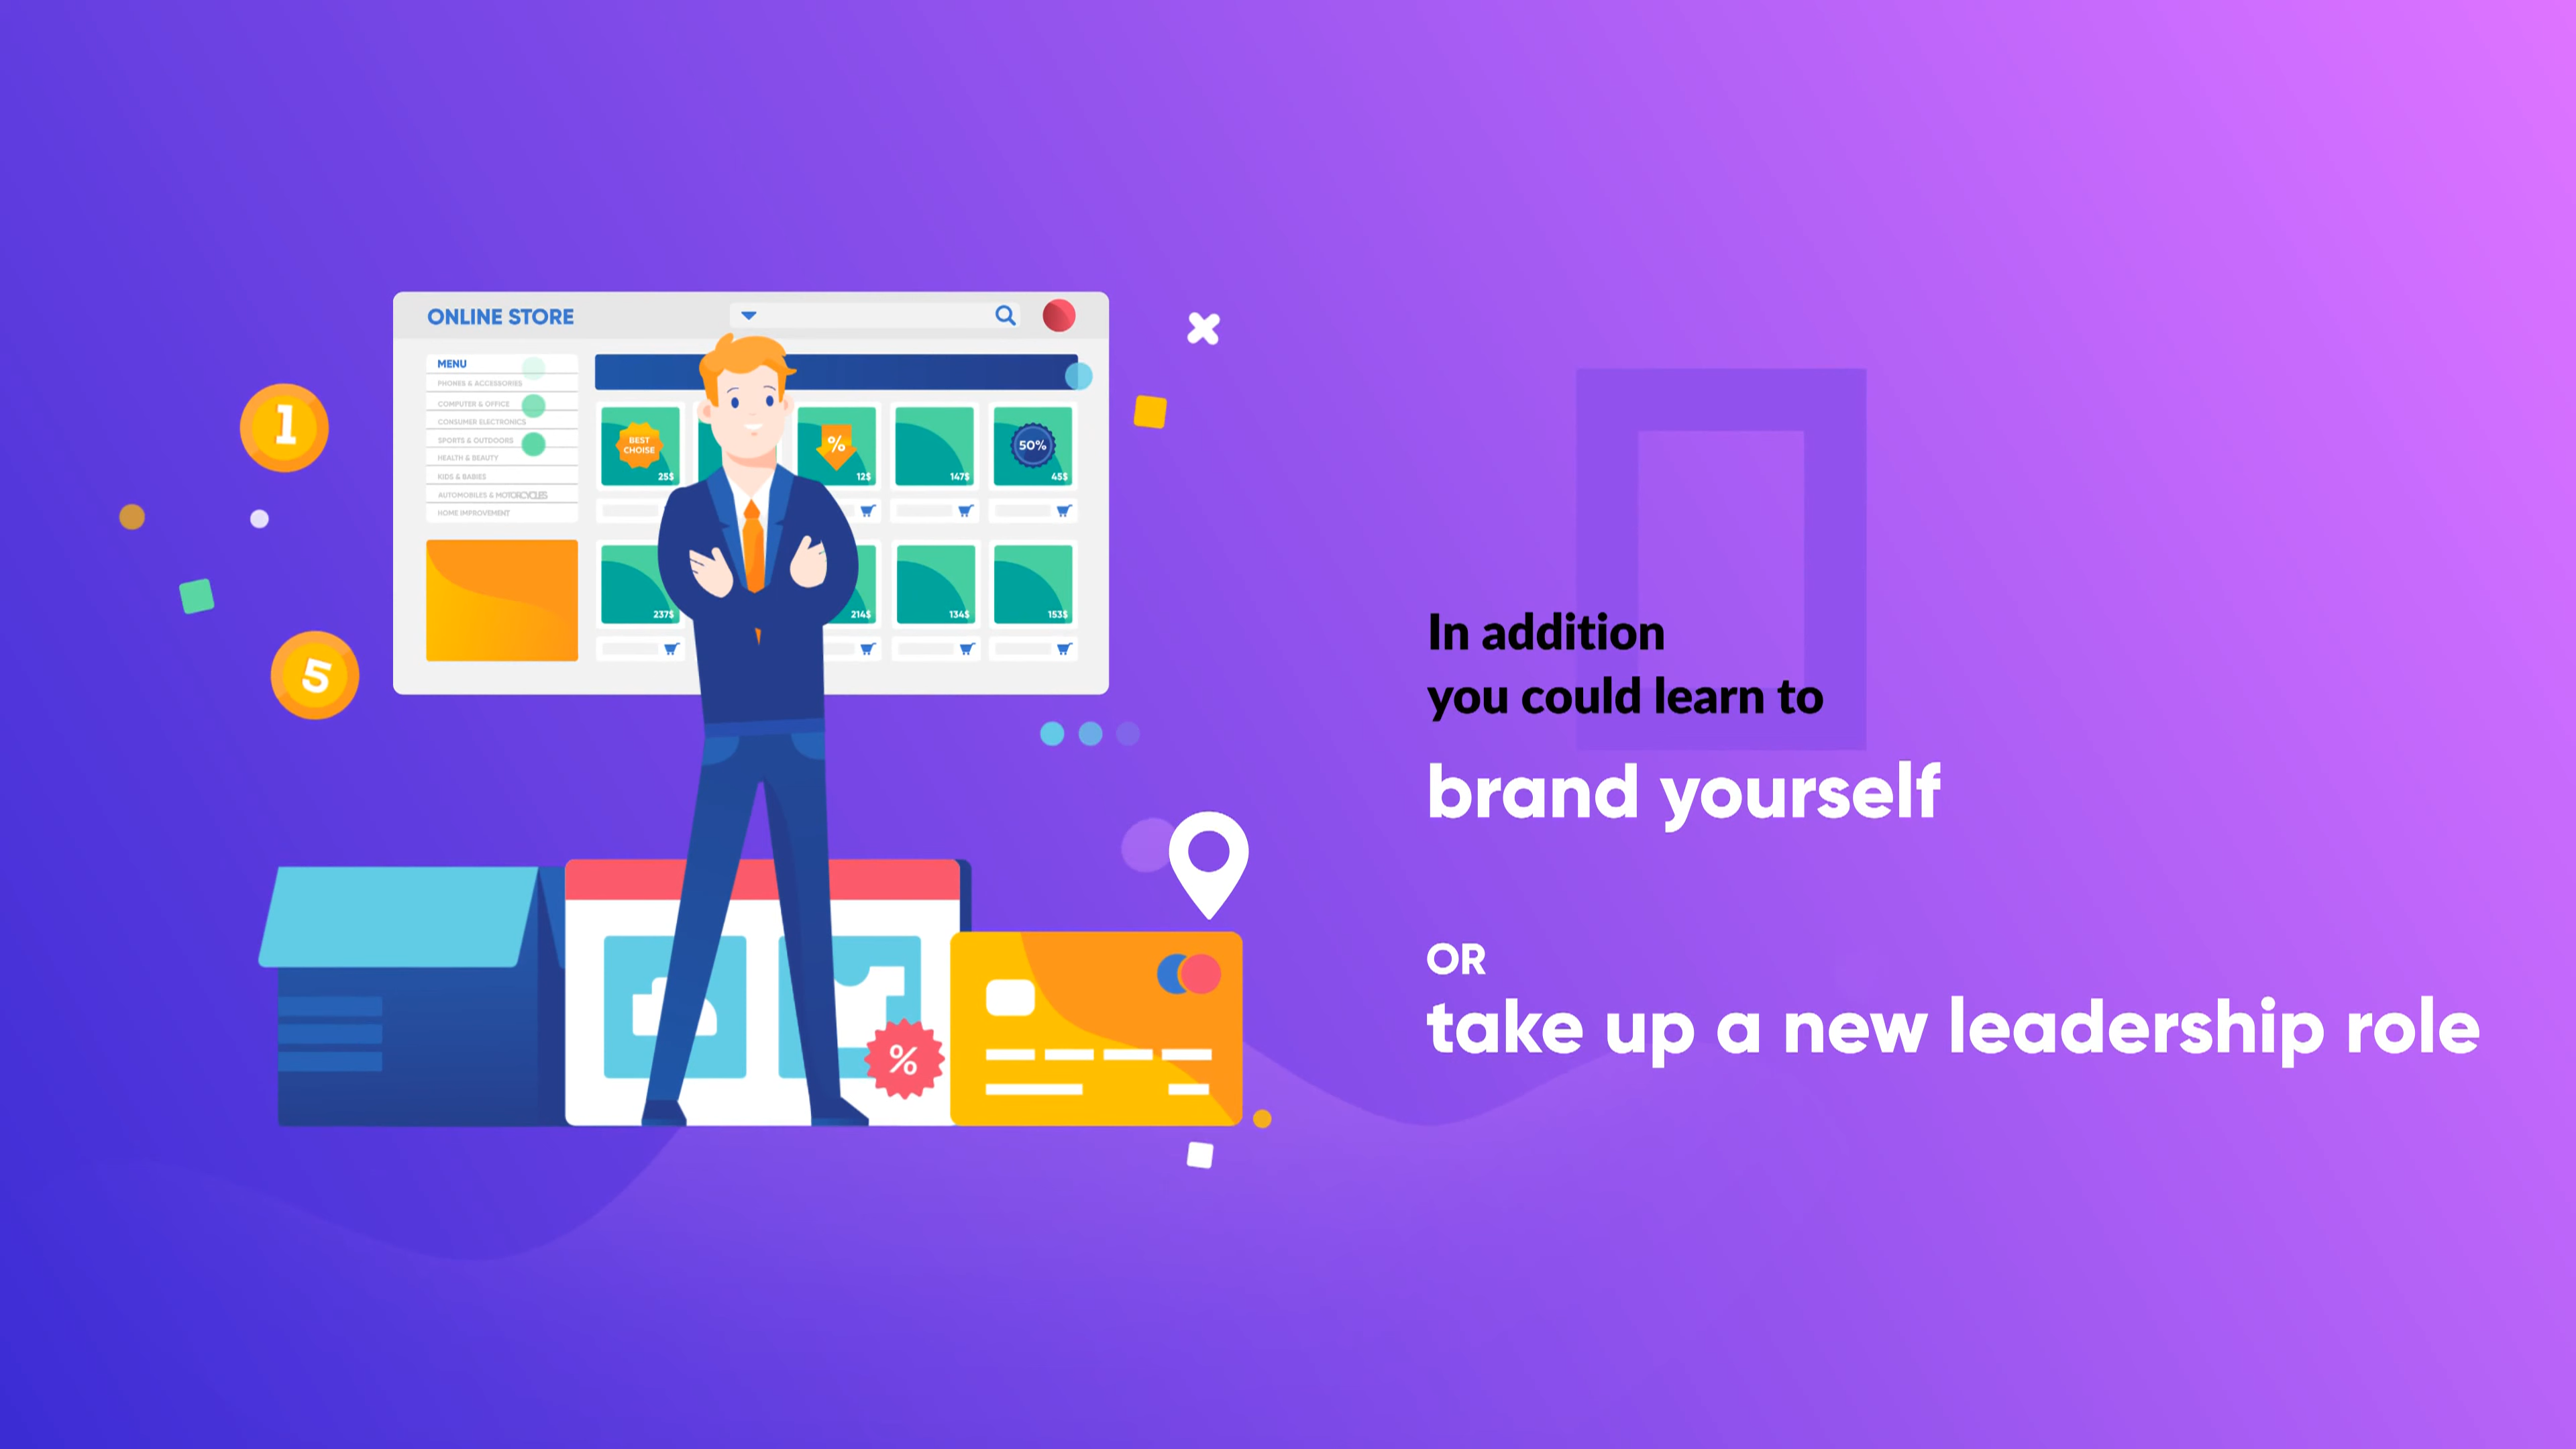 ONLINE STORE
MENU
PHONES & ACCESSORIES
COMPUTER & OFFICE
CONSUMER ELECTRONICS
SPORTS & OUTDOORS
HEALTH & BEAUTY
KIDS & BABIES
AUTOMOBILES & MOTORCYCLES
HOME IMPROVEMENT
BEST
CHOISE
25$
%
12$
147$
50%
45$
237$
214$
134$
153$
1
5
%
In addition
you could learn to
brand yourself
OR
take up a new leadership role